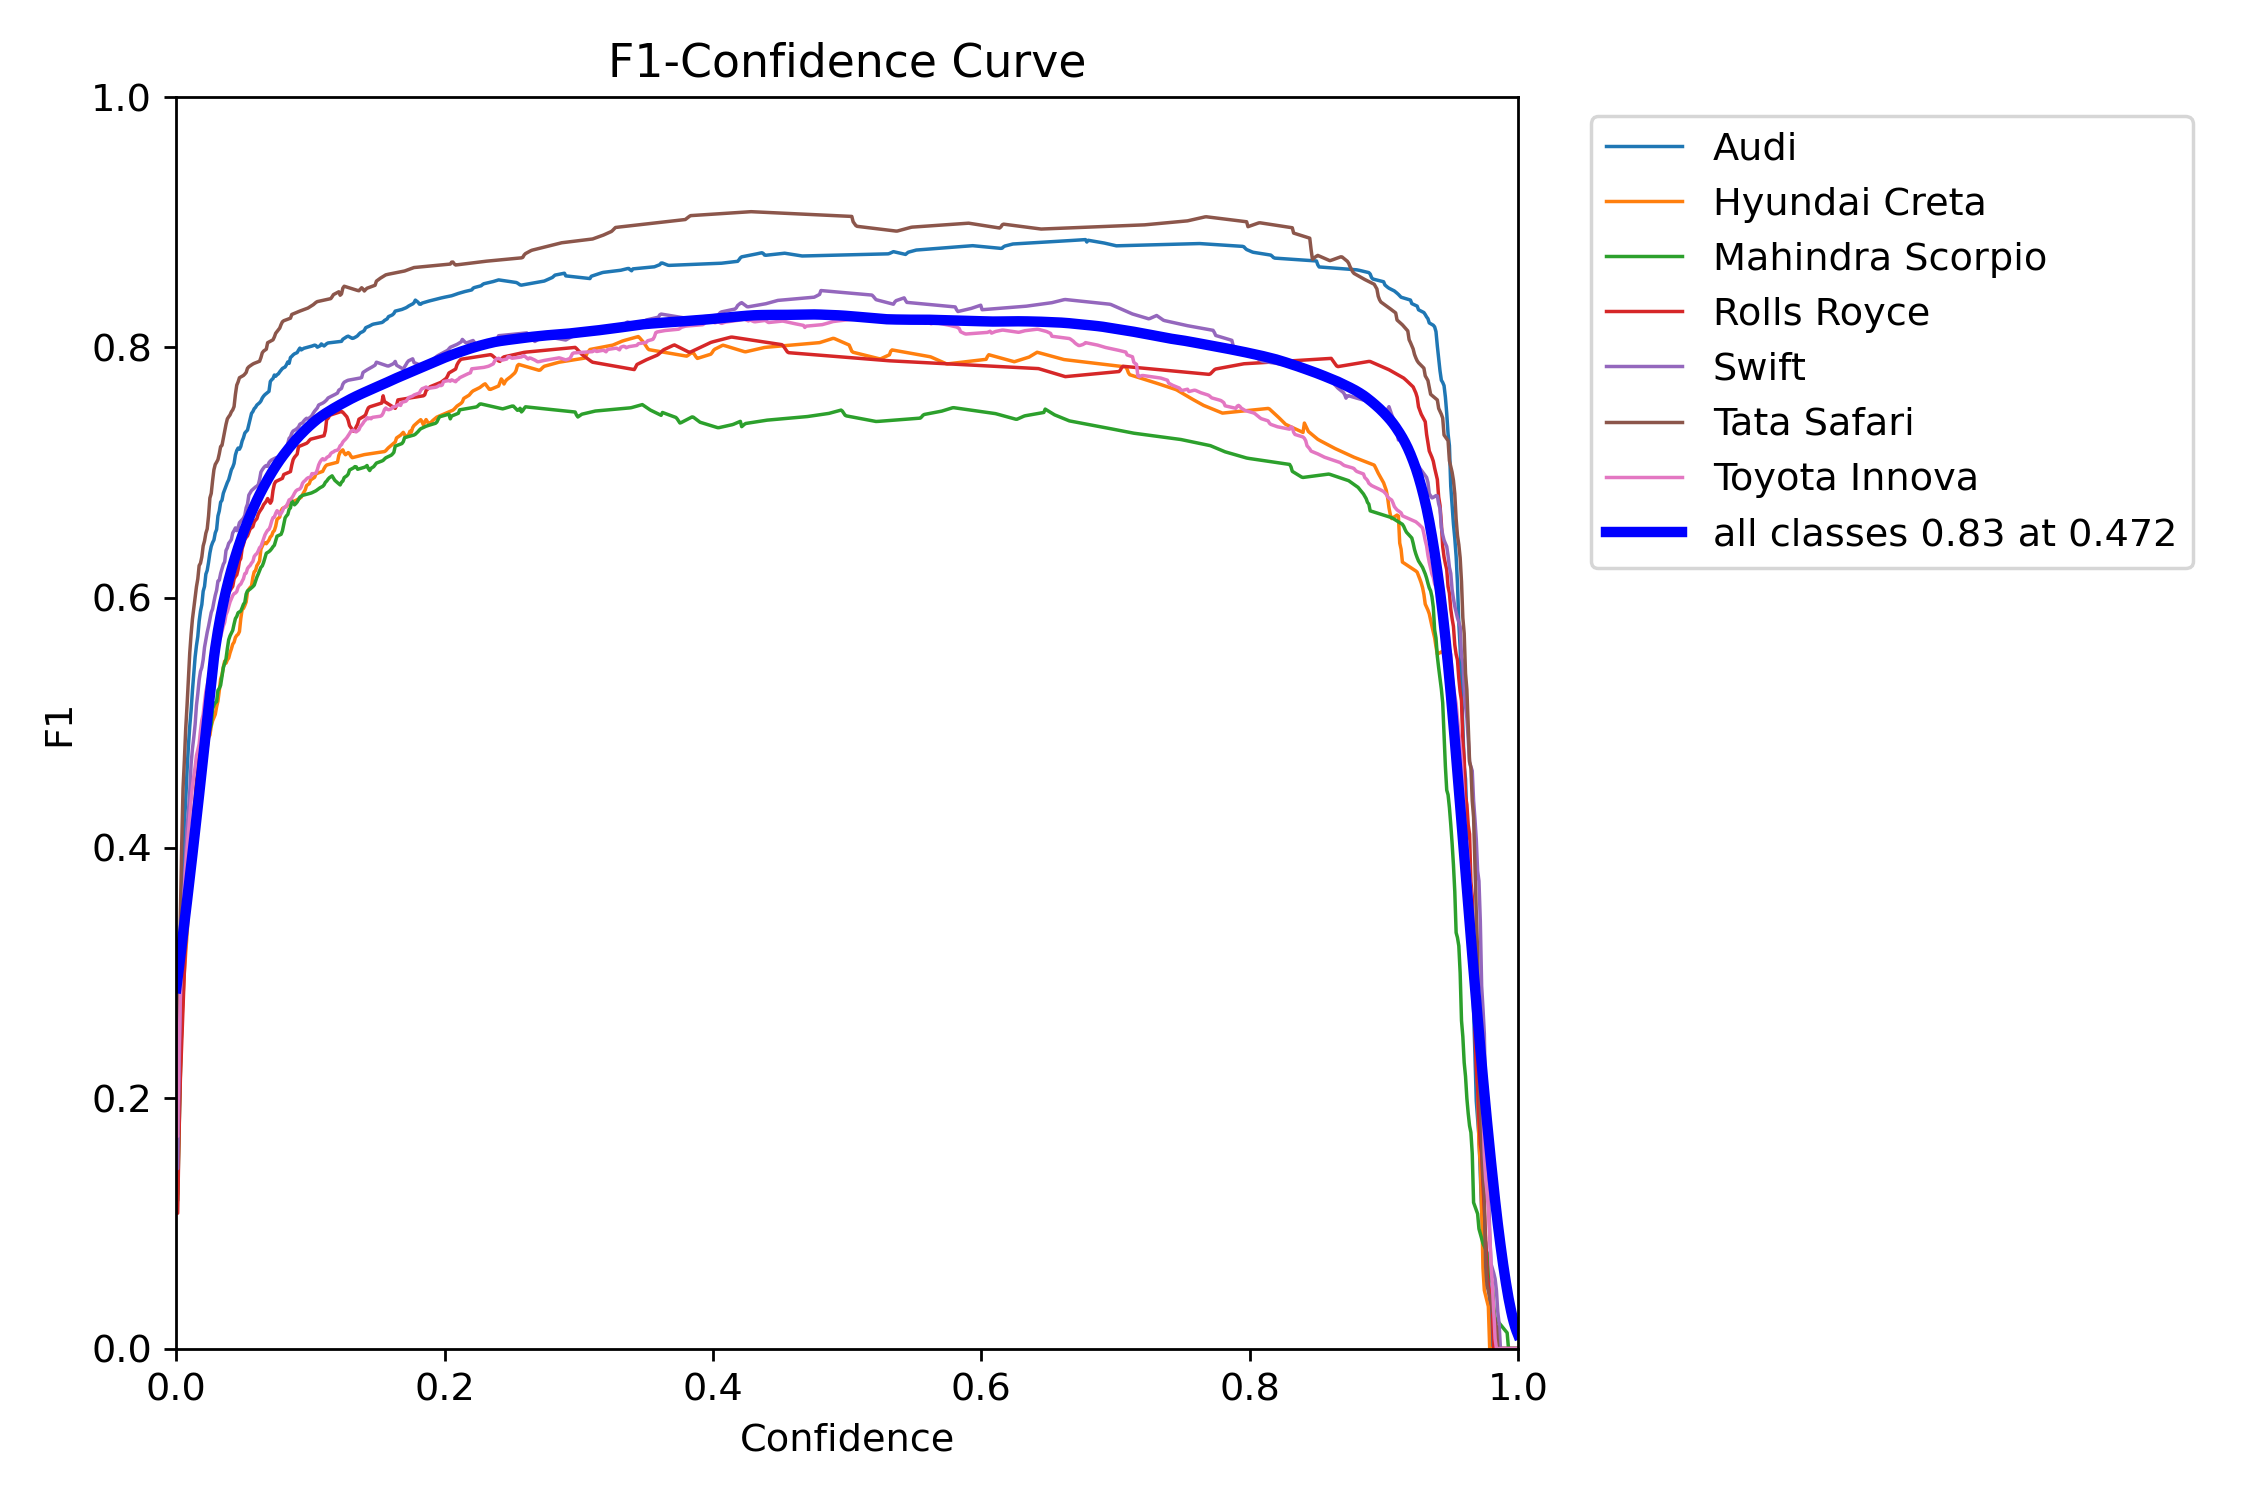 F1-Confidence Curve
1.0
0.8
0.6
0.4
0.2
0.0
F1
0.0 0.2 0.4 0.6 0.8 1.0
Confidence
Audi
Hyundai Creta
Mahindra Scorpio
Rolls Royce
Swift
Tata Safari
Toyota Innova
all classes 0.83 at 0.472